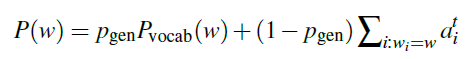 P(w) = p_gen P_vocab(w) + (1 − p_gen) ∑_{i:w_i=w} a_i^t